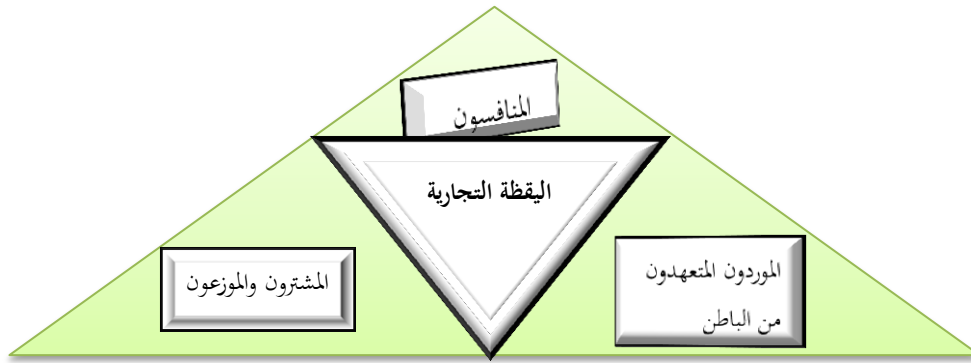 المنافسون
اليقظة التجارية
الموردون المتعهدون
من الباطن
المشترون والموزعون